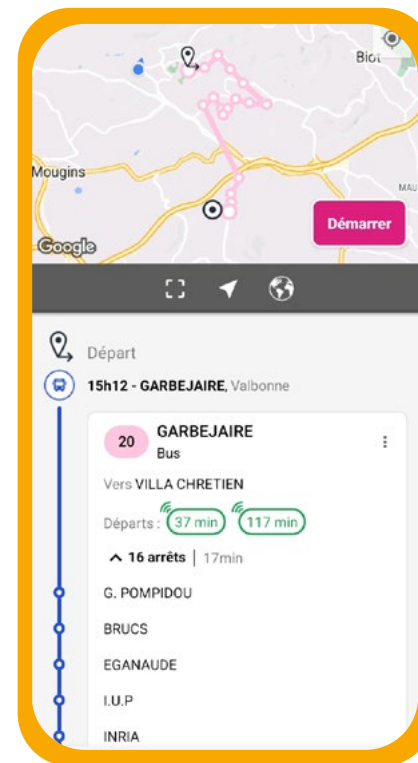 Biot
Mougins
MAU
Démarrer
Google
Départ
15h12 - GARBEJAIRE, Valbonne
20 GARBEJAIRE
Bus
Vers VILLA CHRETIEN
Départs : 37 min 117 min
16 arrêts | 17min
G. POMPIDOU
BRUCS
EGANAUDE
I.U.P
INRIA